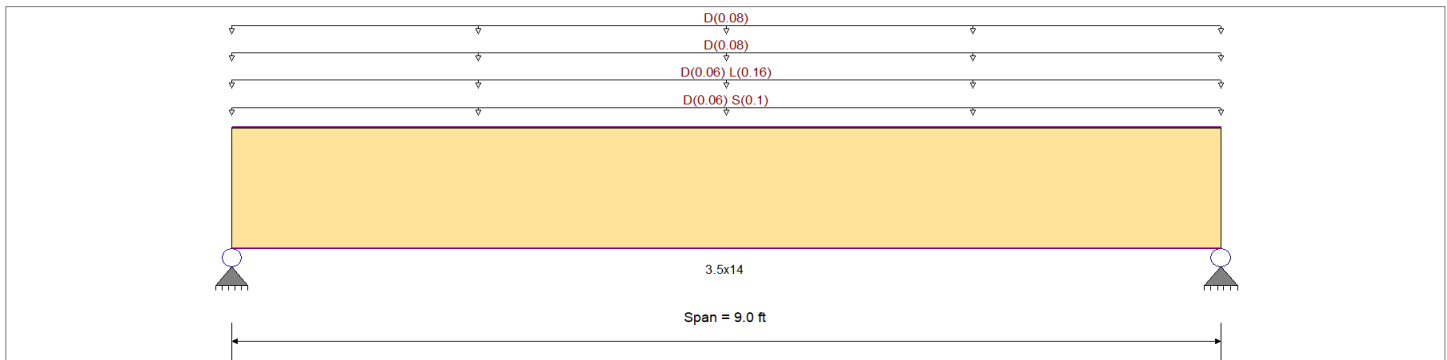 D(0.08)
D(0.08)
D(0.06) L(0.16)
D(0.06) S(0.1)
3.5x14
Span = 9.0 ft